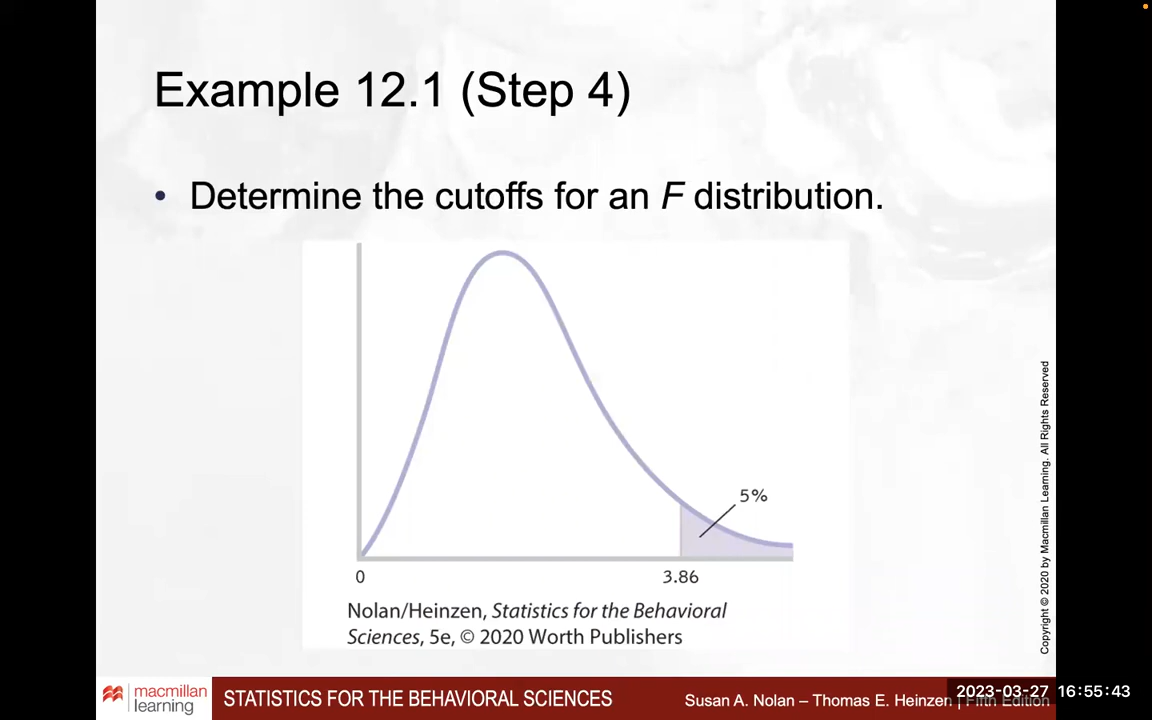 Example 12.1 (Step 4)
• Determine the cutoffs for an F distribution.
5%
0
3.86
Nolan/Heinzen, Statistics for the Behavioral
Sciences, 5e, © 2020 Worth Publishers
Copyright © 2020 by Macmillan Learning. All Rights Reserved
macmillan
learning
STATISTICS FOR THE BEHAVIORAL SCIENCES
Susan A. Nolan – Thomas E. Heinzen | Fifth Edition
2023-03-27 16:55:43